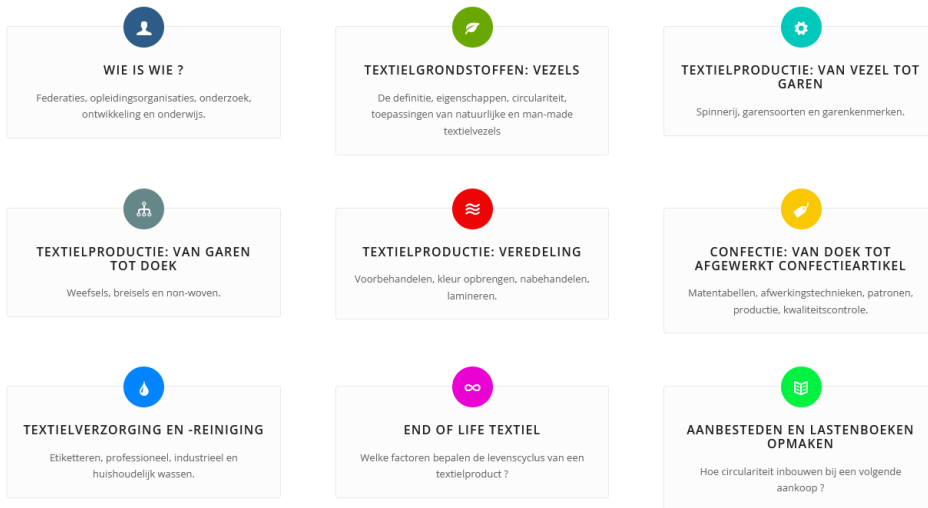 WIE IS WIE ?
Federaties, opleidingsorganisaties, onderzoek,
ontwikkeling en onderwijs.
TEXTIELGRONDSTOFFEN: VEZELS
De definitie, eigenschappen, circulariteit,
toepassingen van natuurlijke en man-made
textielvezels
TEXTIELPRODUCTIE: VAN VEZEL TOT
GAREN
Spinnerij, garensoorten en garenkenmerken.
TEXTIELPRODUCTIE: VAN GAREN
TOT DOEK
Weefsels, breisels en non-woven.
TEXTIELPRODUCTIE: VEREDELING
Voorbehandelen, kleur opbrengen, nabehandelen,
lamineren.
CONFECTIE: VAN DOEK TOT
AFGEWERKT CONFECTIEARTIKEL
Matentabellen, afwerkingstechnieken, patronen,
productie, kwaliteitscontrole.
TEXTIELVERZORGING EN -REINIGING
Etiketteren, professioneel, industrieel en
huishoudelijk wassen.
END OF LIFE TEXTIEL
Welke factoren bepalen de levenscyclus van een
textielproduct ?
AANBESTEDEN EN LASTENBOEKEN
OPMAKEN
Hoe circulariteit inbouwen bij een volgende
aankoop ?